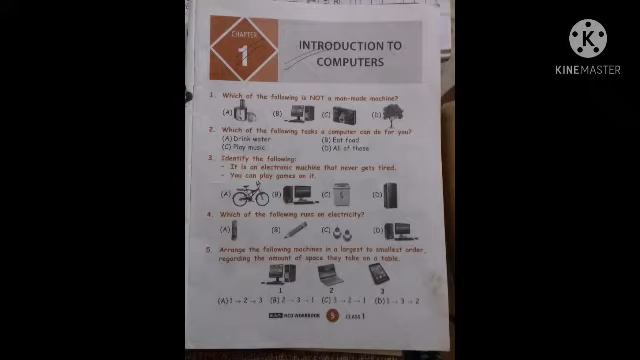 CHAPTER
1
INTRODUCTION TO
COMPUTERS
K
KINEMASTER
1. Which of the following is NOT a man-made machine?
(A) (B) (C) (D)
2. Which of the following tasks a computer can do for you?
(A) Drink water (B) Eat food
(C) Play music (D) All of these
3. Identify the following:
- It is an electronic machine that never gets tired.
- You can play games on it.
(A) (B) (C) (D)
4. Which of the following runs on electricity?
(A) (B) (C) (D)
5. Arrange the following machines in a largest to smallest order,
regarding the amount of space they take on a table.
1 2 3
(A) 1 → 2 → 3 (B) 2 → 3 → 1 (C) 3 → 2 → 1 (D) 1 → 3 → 2
NCO WORKBOOK 5 CLASS 1